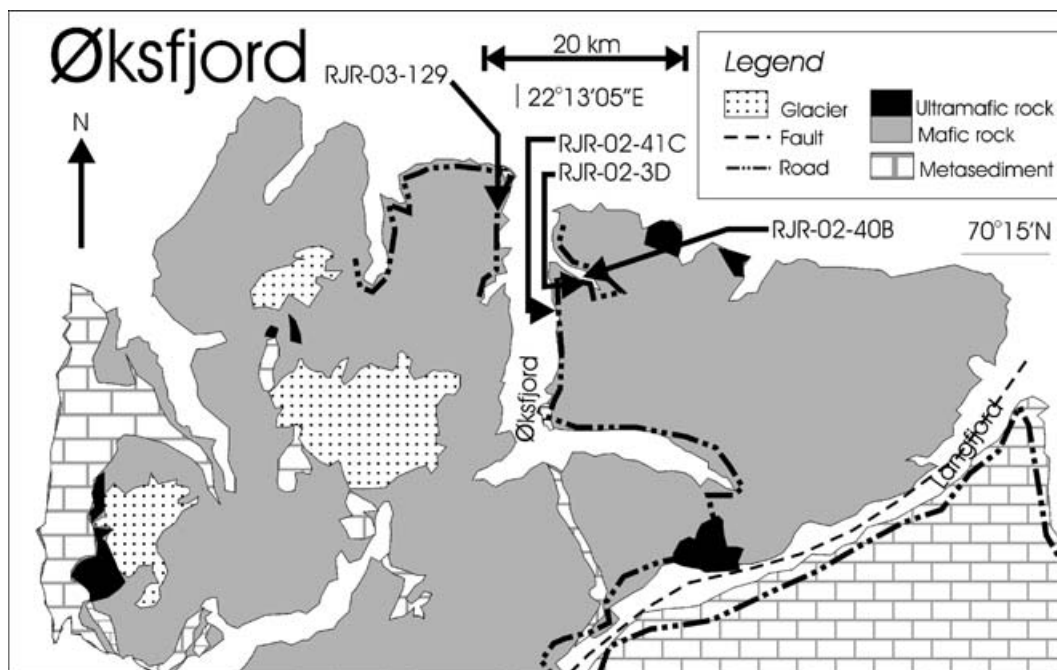 Øksfjord
20 km
RJR-03-129
22°13'05"E
RJR-02-41C
RJR-02-3D
RJR-02-40B
70°15'N
N
Legend
Glacier
Fault
Road
Ultramafic rock
Mafic rock
Metasediment
Øksfjord
Langfjord